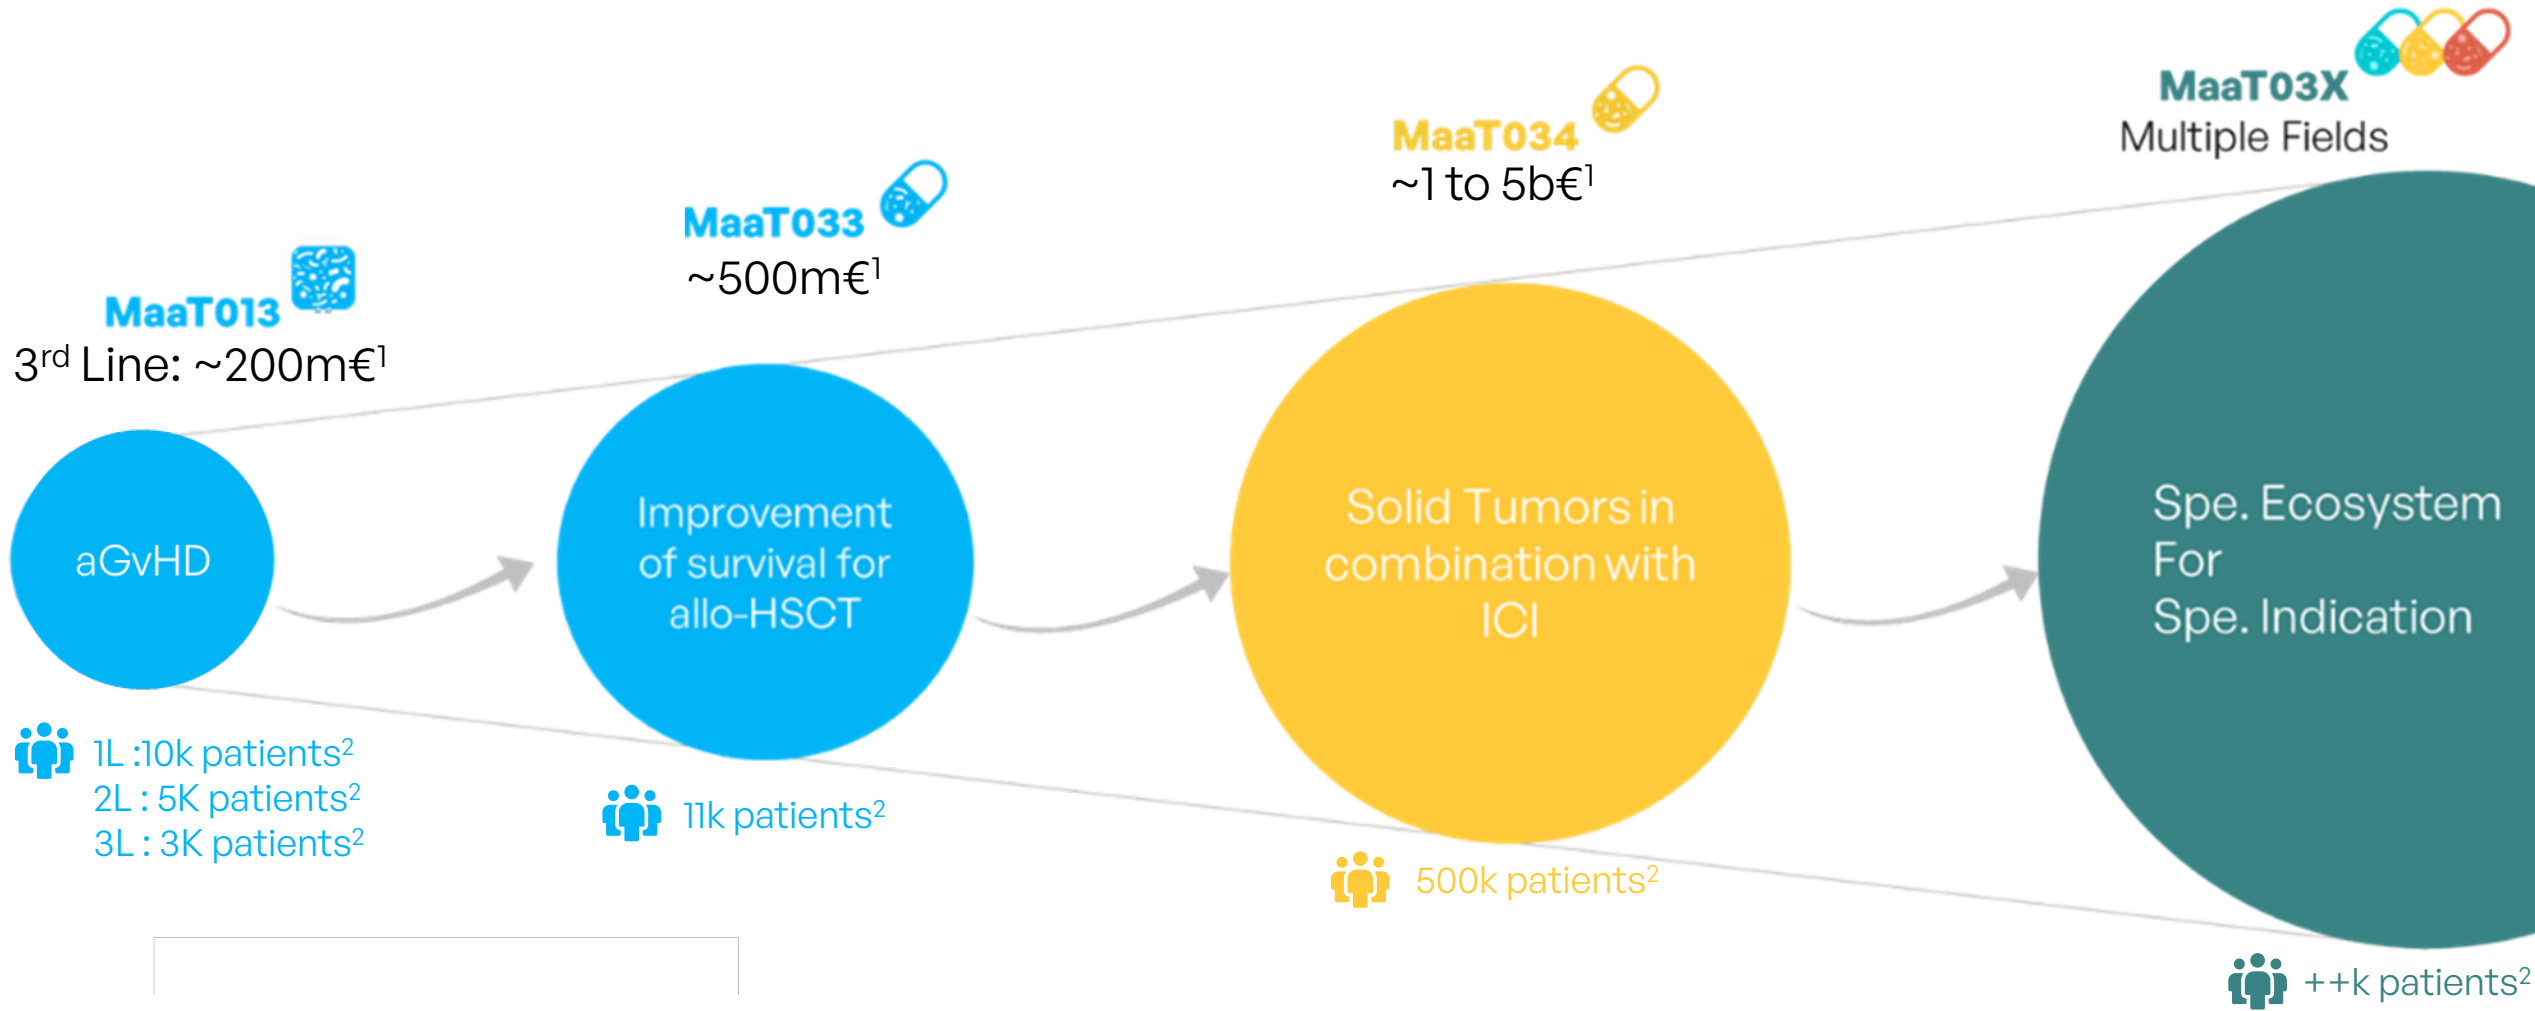 MaaT013
3rd Line: ~200m€1
aGvHD
1L :10k patients2
2L : 5K patients2
3L : 3K patients2
MaaT033
~500m€1
Improvement
of survival for
allo-HSCT
11k patients2
MaaT034
~1 to 5b€1
Solid Tumors in
combination with
ICI
500k patients2
MaaT03X
Multiple Fields
Spe. Ecosystem
For
Spe. Indication
++k patients2